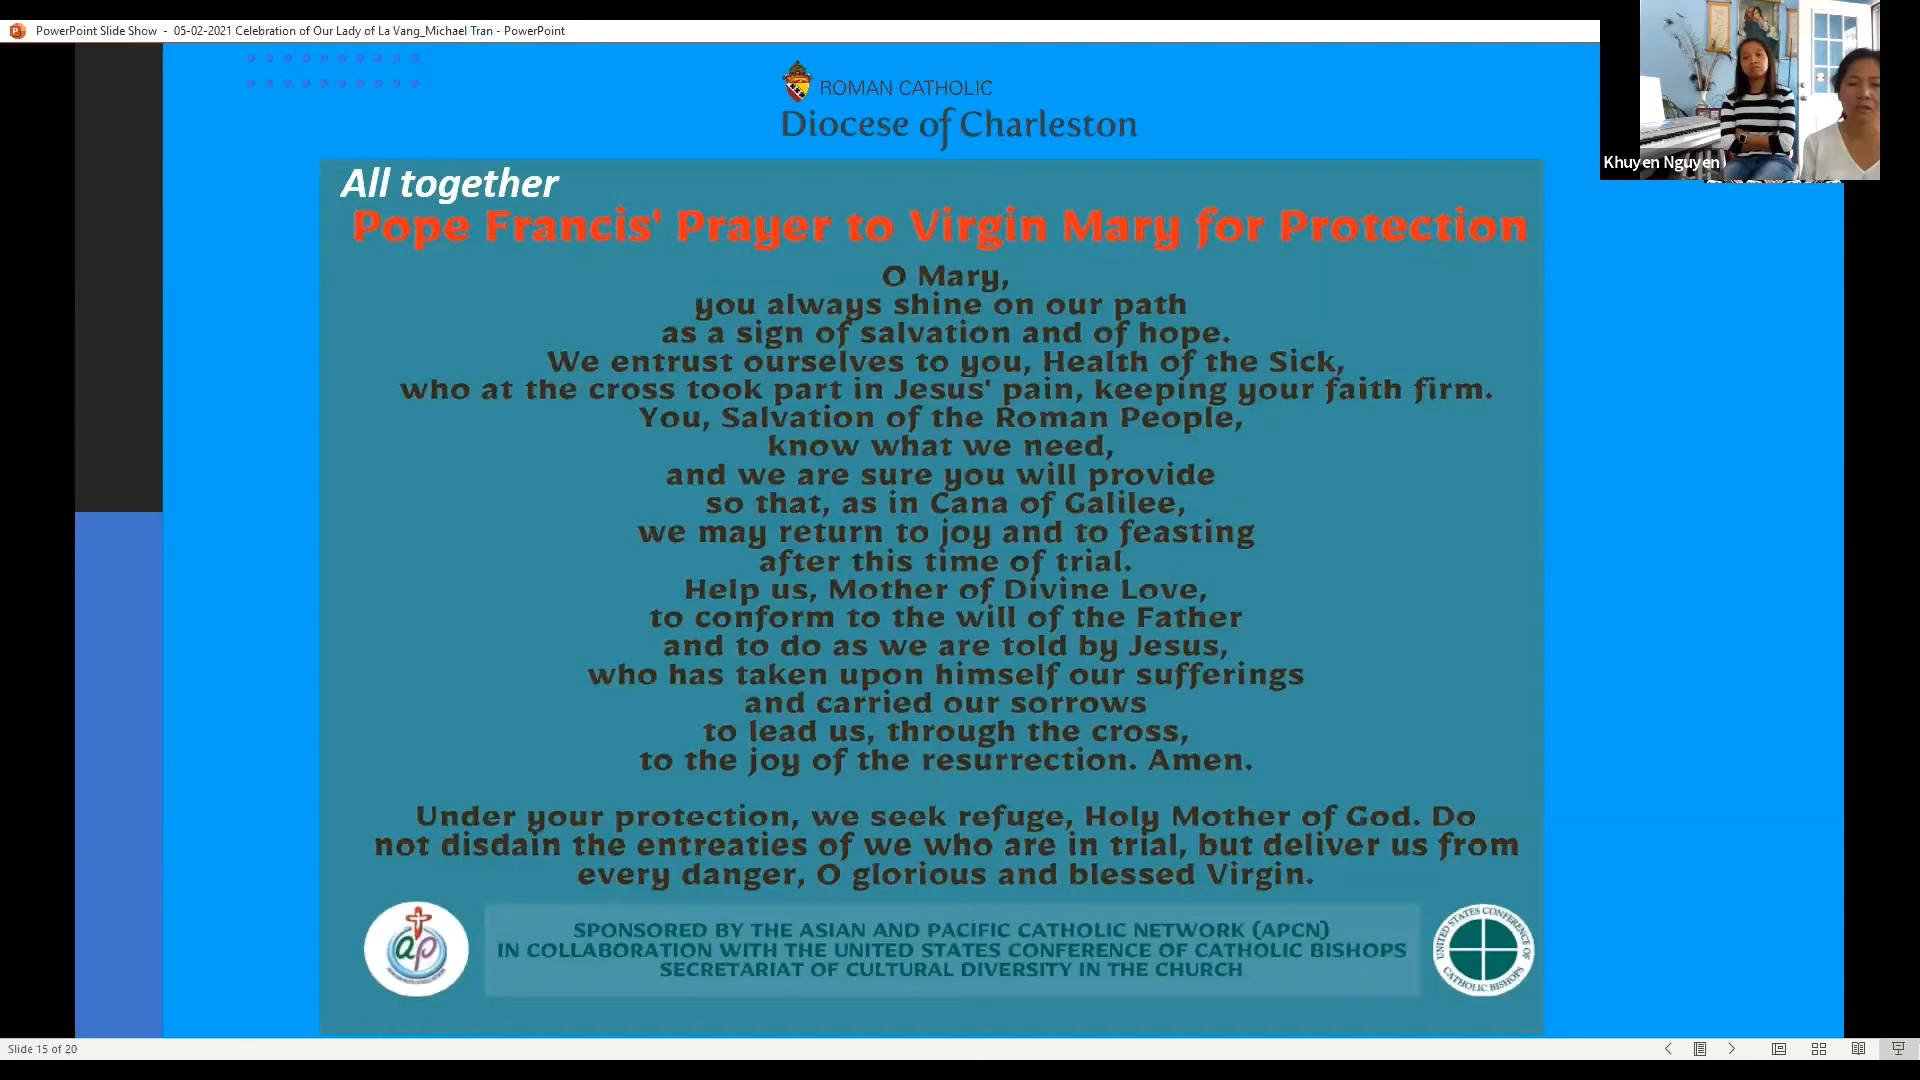 PowerPoint Slide Show - 05-02-2021 Celebration of Our Lady of La Vang_Michael Tran - PowerPoint
ROMAN CATHOLIC
Diocese of Charleston
Khuyen Nguyen
All together
Pope Francis' Prayer to Virgin Mary for Protection
O Mary,
you always shine on our path
as a sign of salvation and of hope.
We entrust ourselves to you, Health of the Sick,
who at the cross took part in Jesus' pain, keeping your faith firm.
You, Salvation of the Roman People,
know what we need,
and we are sure you will provide
so that, as in Cana of Galilee,
we may return to joy and to feasting
after this time of trial.
Help us, Mother of Divine Love,
to conform to the will of the Father
and to do as we are told by Jesus,
who has taken upon himself our sufferings
and carried our sorrows
to lead us, through the cross,
to the joy of the resurrection. Amen.
Under your protection, we seek refuge, Holy Mother of God. Do
not disdain the entreaties of we who are in trial, but deliver us from
every danger, O glorious and blessed Virgin.
ap
SPONSORED BY THE ASIAN AND PACIFIC CATHOLIC NETWORK (APCN)
IN COLLABORATION WITH THE UNITED STATES CONFERENCE OF CATHOLIC BISHOPS
SECRETARIAT OF CULTURAL DIVERSITY IN THE CHURCH
UNITED STATES CONFERENCE OF
CATHOLIC BISHOPS
Slide 15 of 20